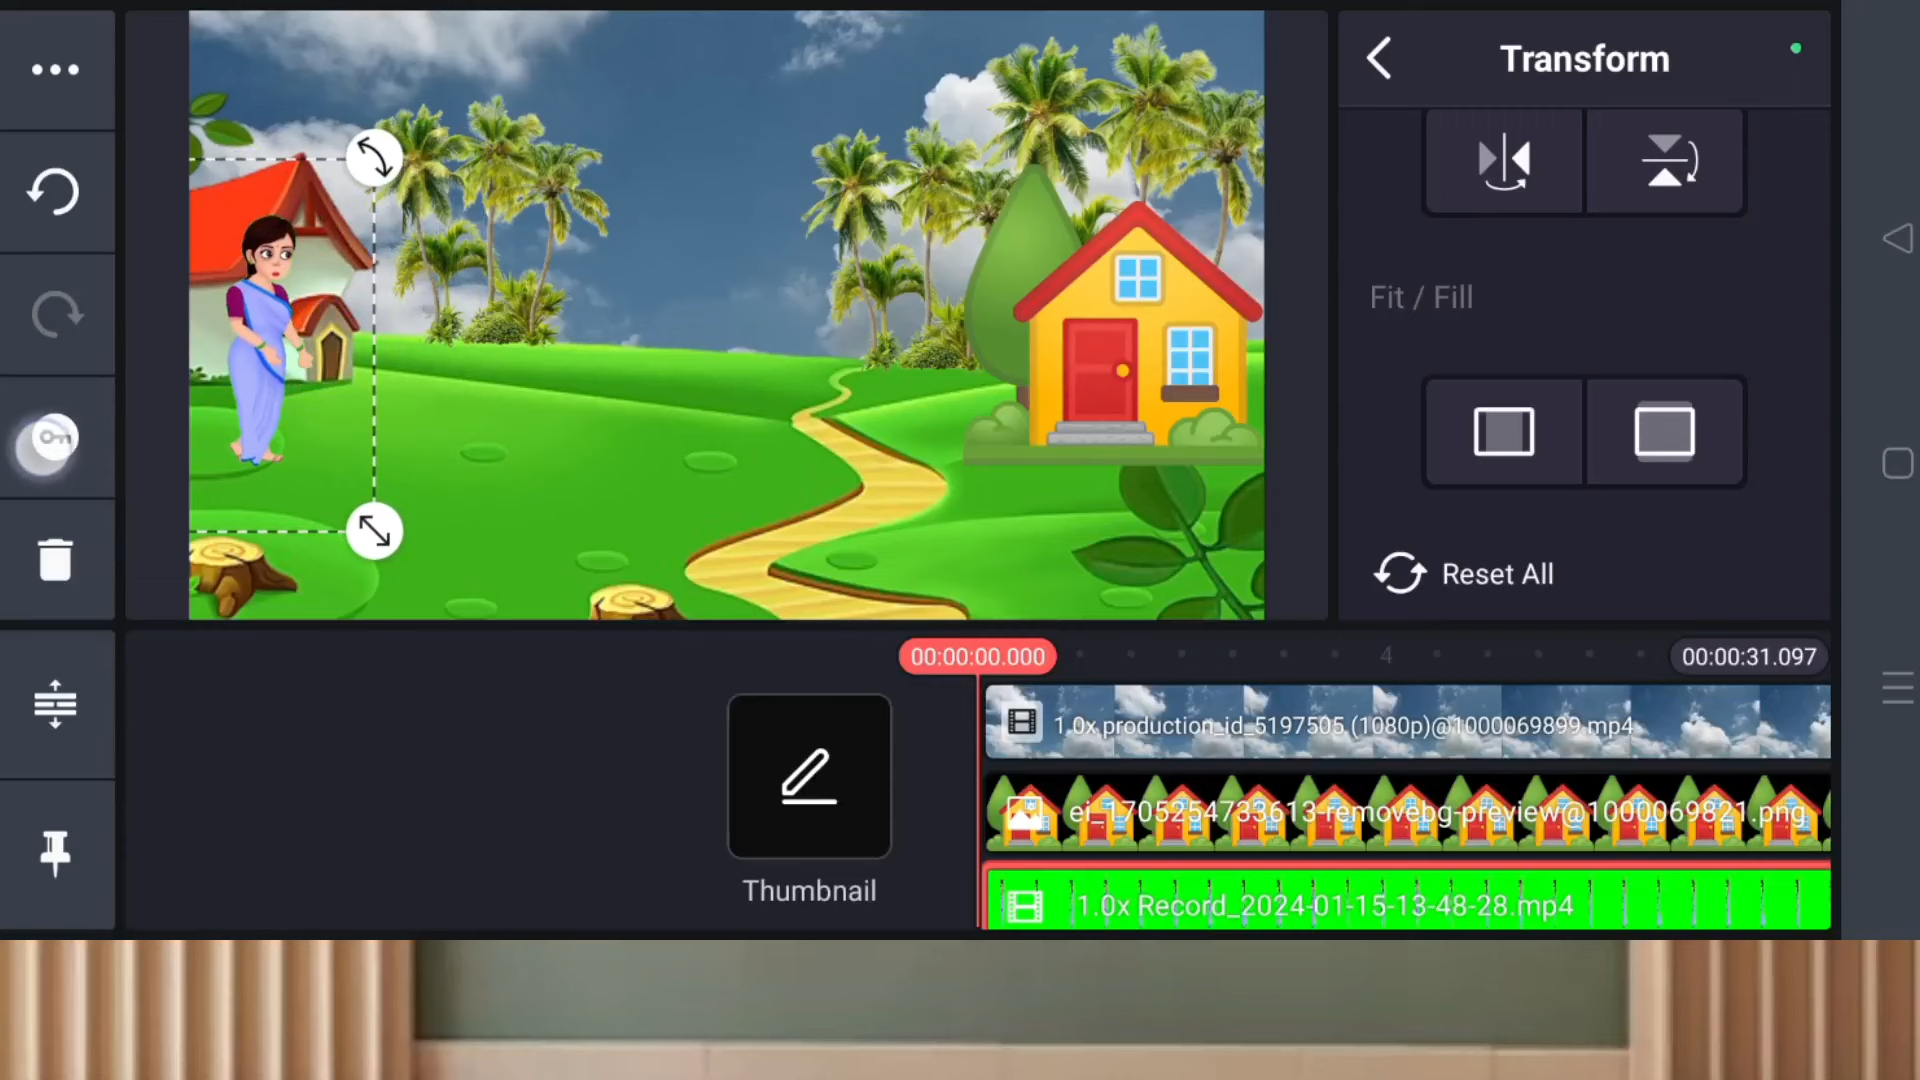 Transform
Fit / Fill
Reset All
00:00:00.000
4
00:00:31.097
1.0x production_id_5197505 (1080p)@1000069899.mp4
ei_1705254733613-removebg-preview@1000069821.png
Thumbnail
1.0x Record_2024-01-15-13-48-28.mp4